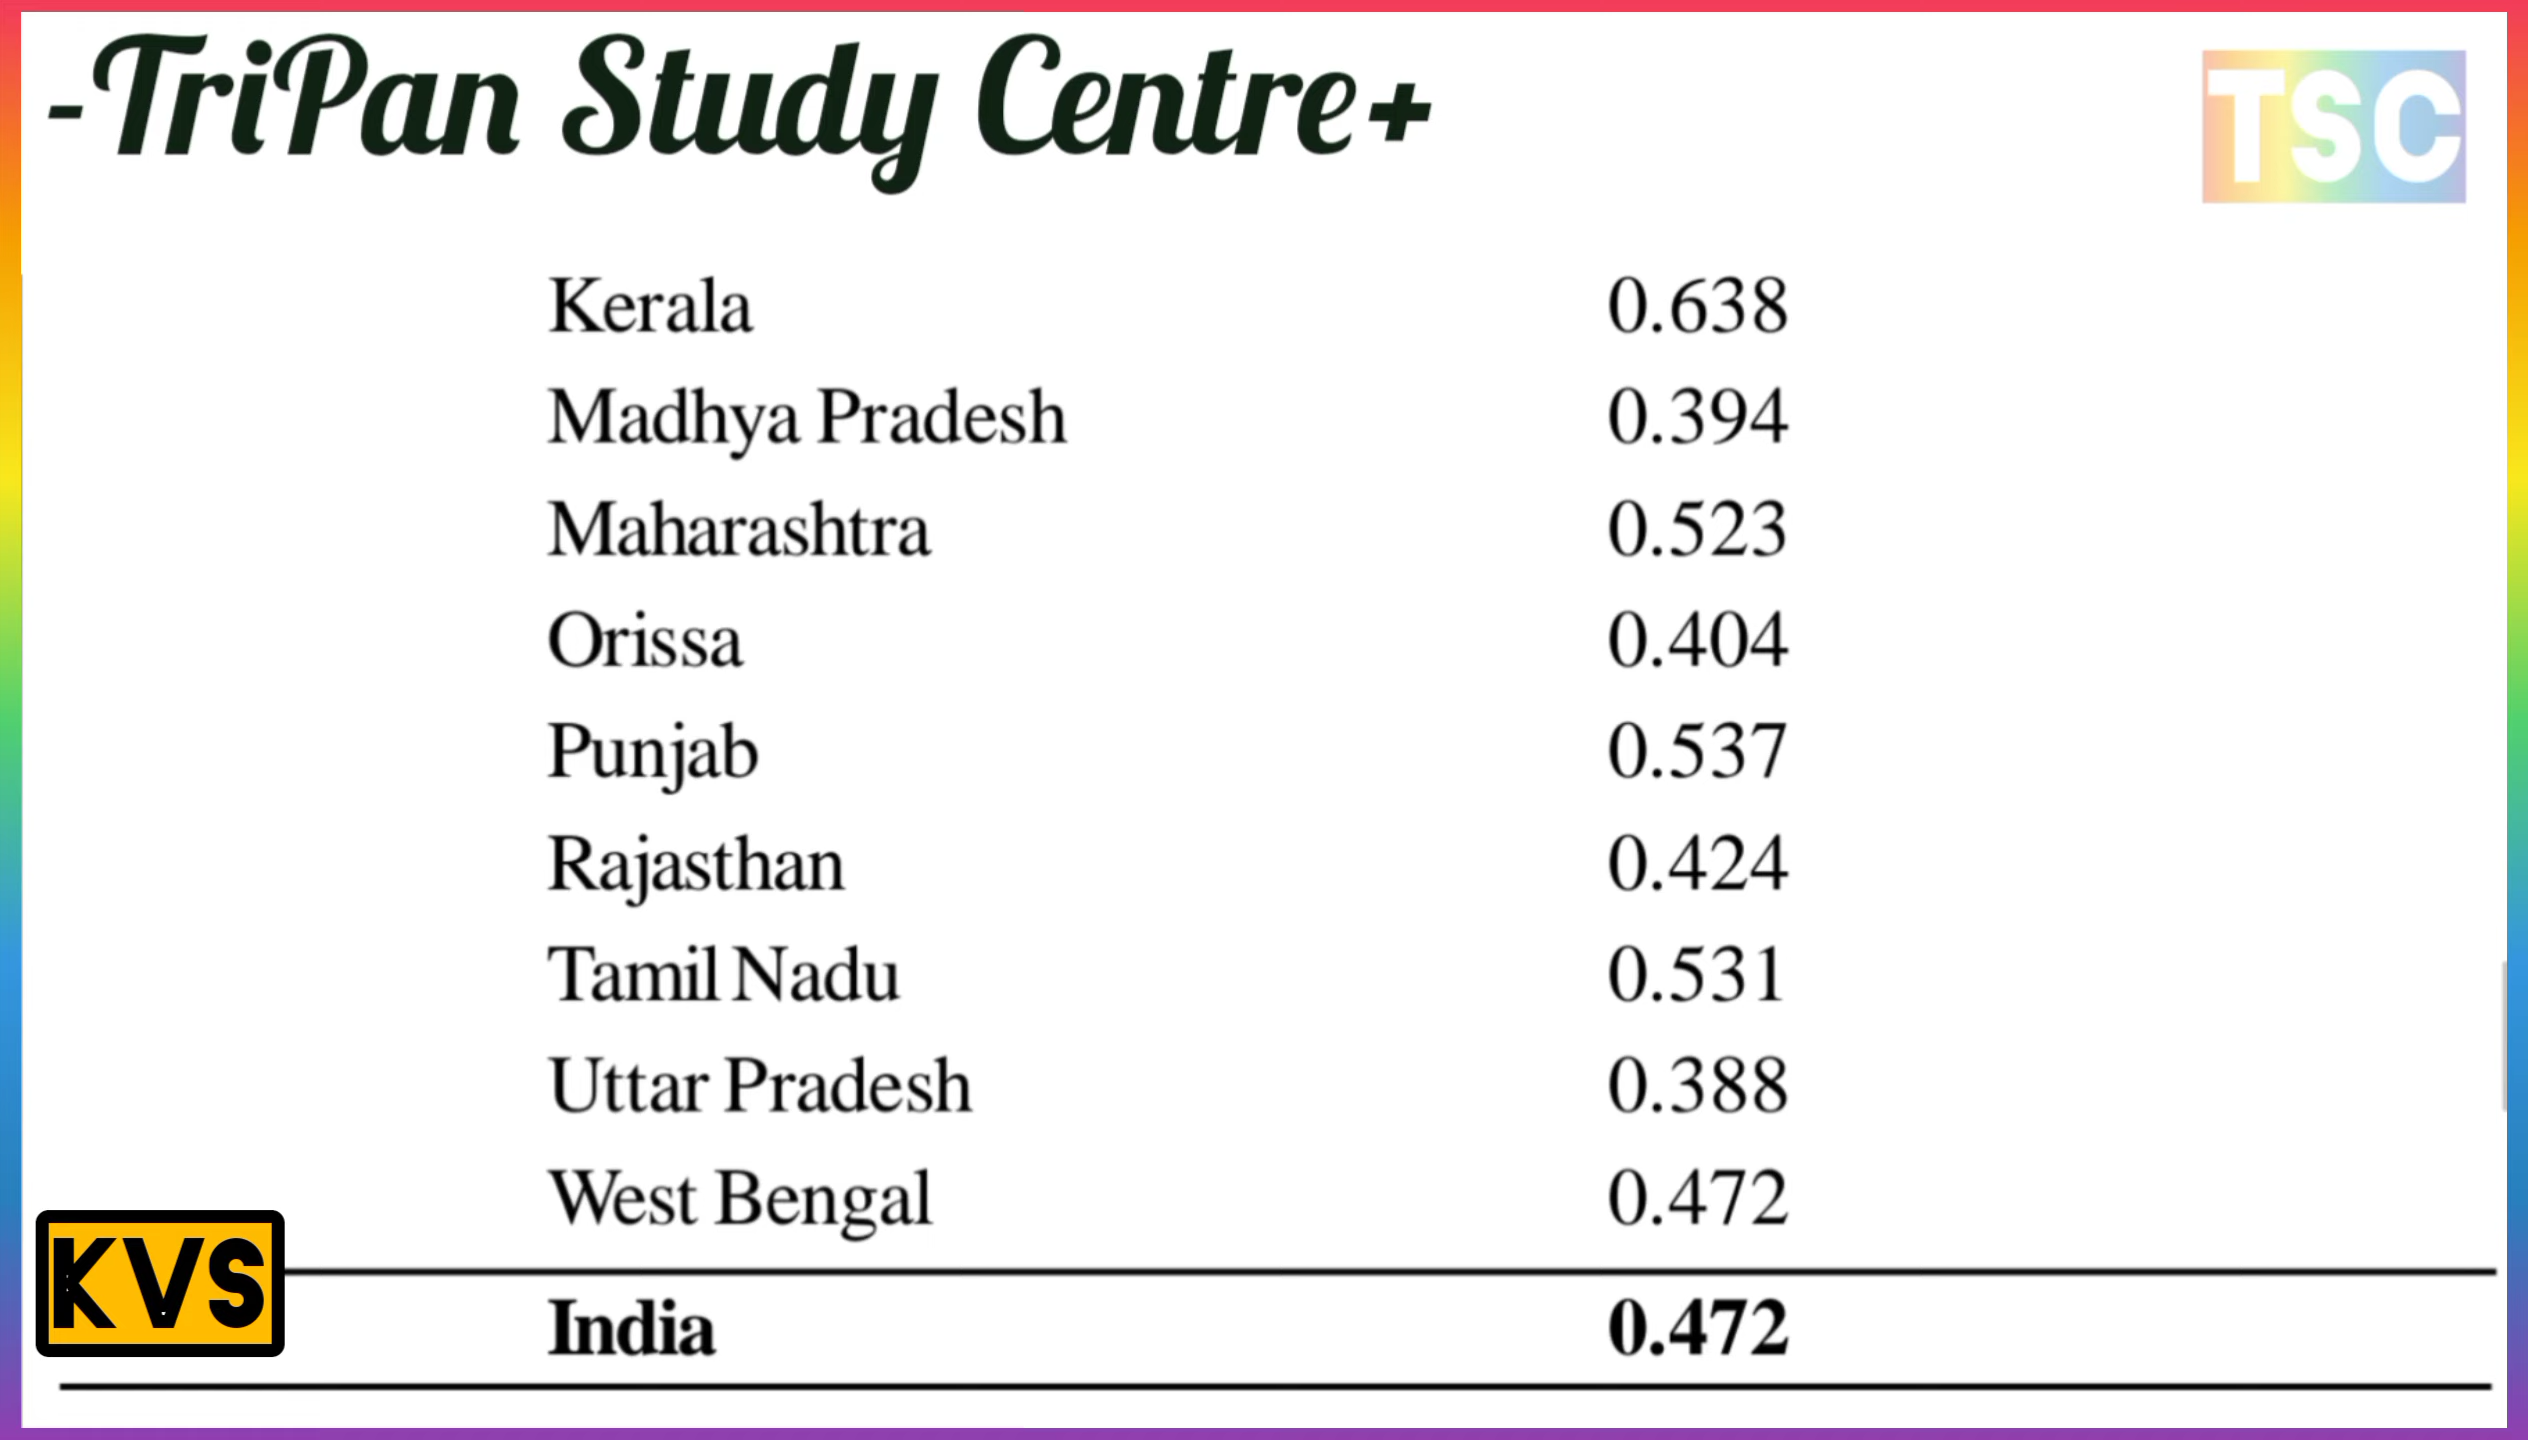 -TriPan Study Centre+
TSC
Kerala 0.638
Madhya Pradesh 0.394
Maharashtra 0.523
Orissa 0.404
Punjab 0.537
Rajasthan 0.424
Tamil Nadu 0.531
Uttar Pradesh 0.388
West Bengal 0.472
KVS
India 0.472